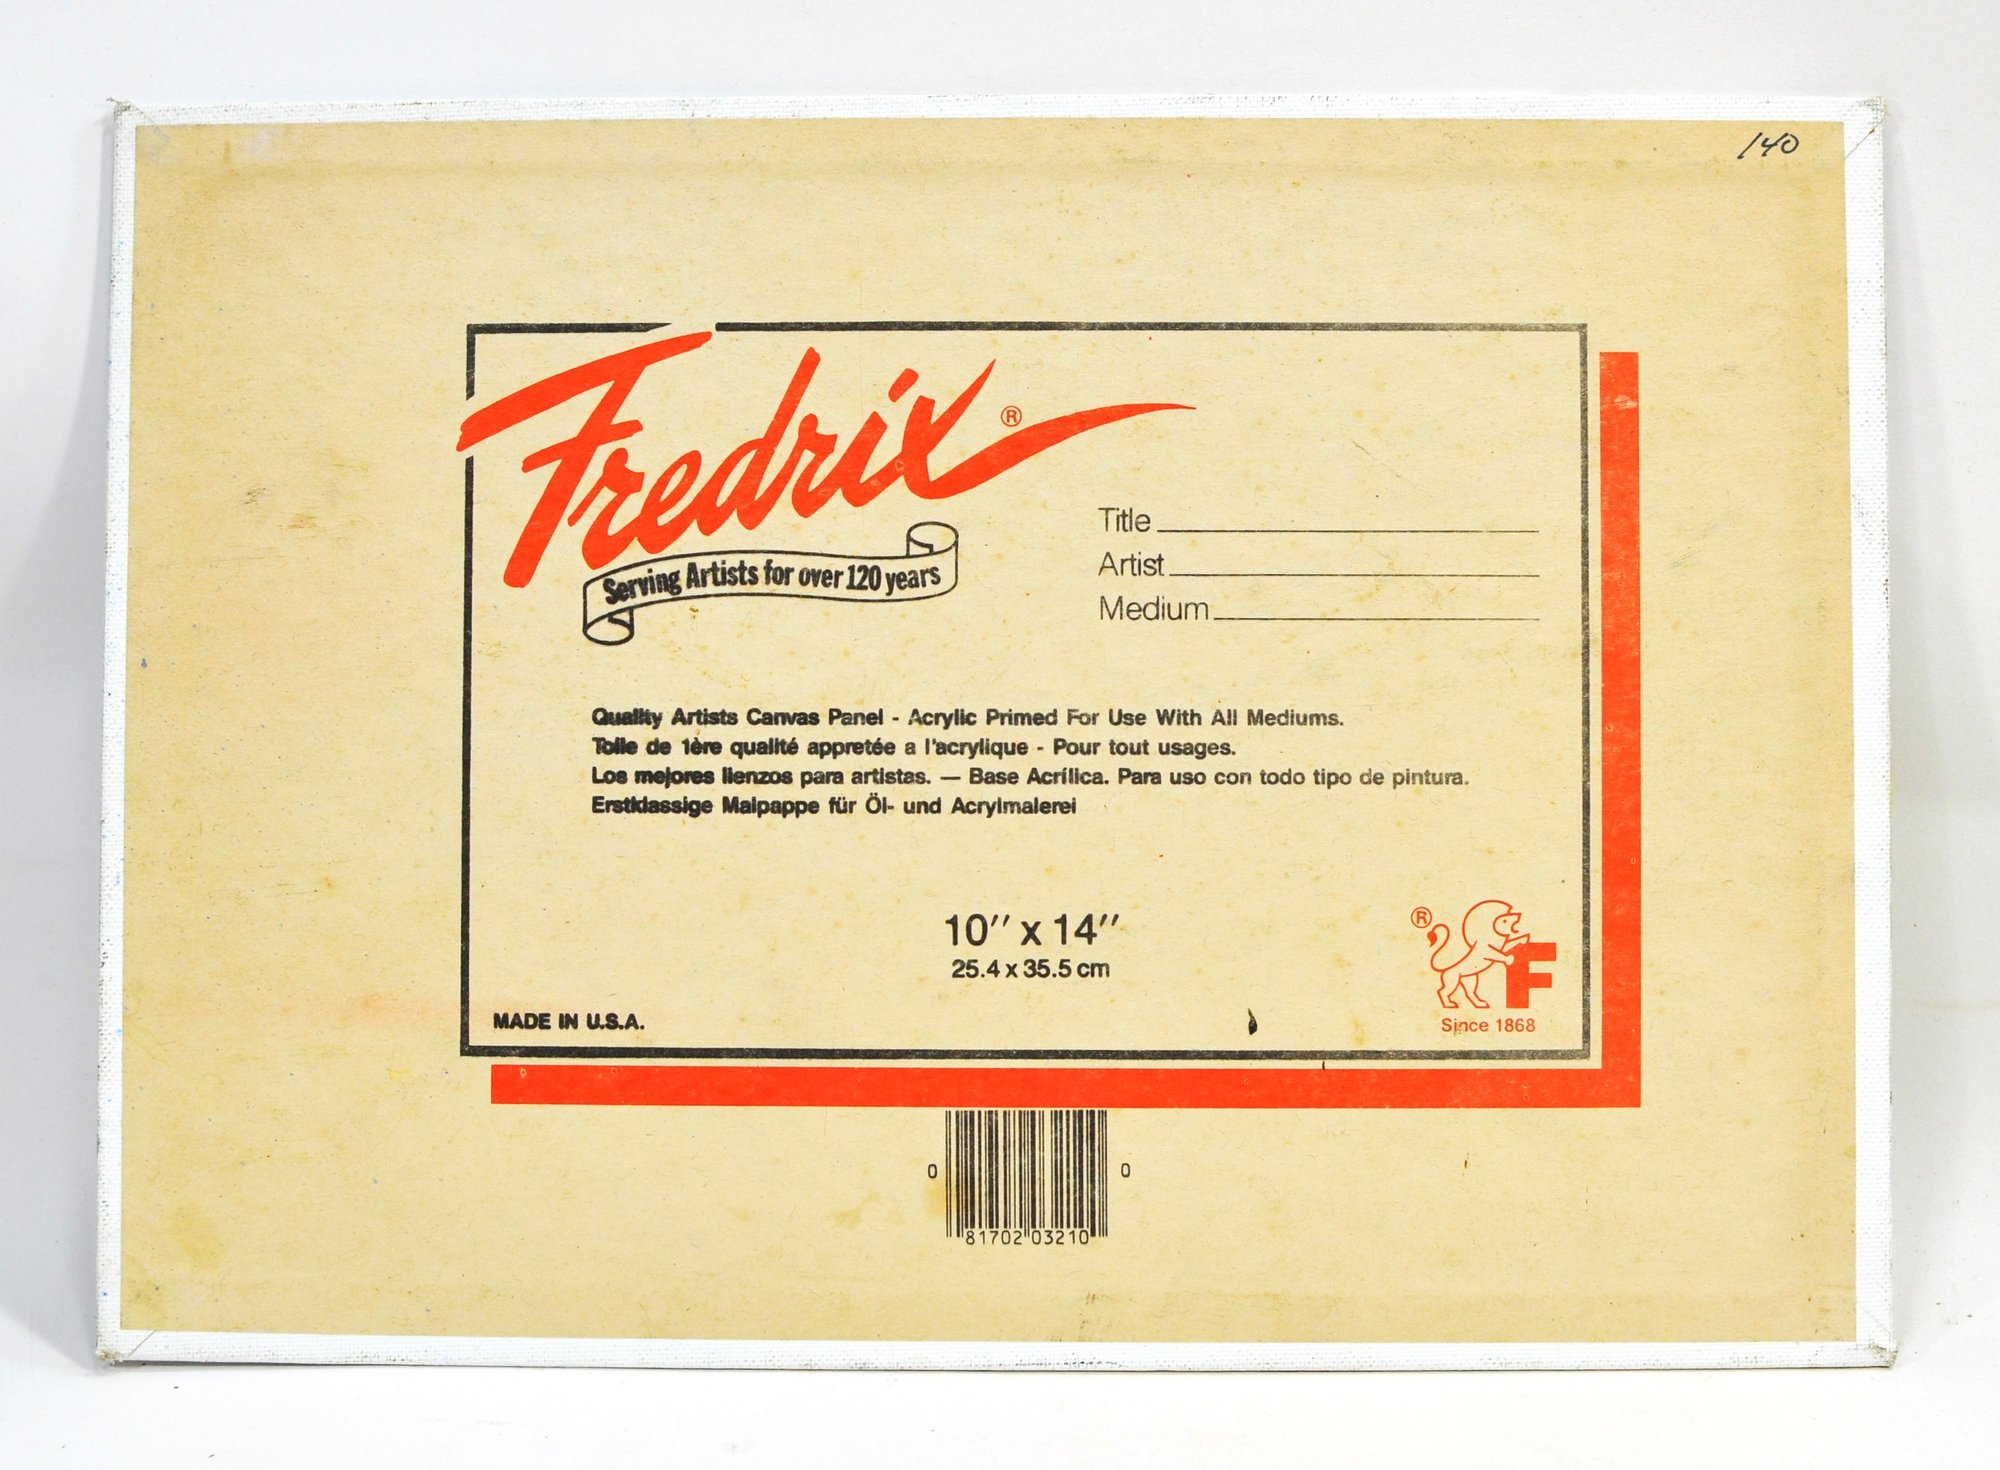 140
Fredrix®
Serving Artists for over 120 years
Title
Artist
Medium
Quality Artists Canvas Panel - Acrylic Primed For Use With All Mediums.
Toile de 1ère qualité appretée a l'acrylique - Pour tout usages.
Los mejores lienzos para artistas. — Base Acrílica. Para uso con todo tipo de pintura.
Erstklassige Malpappe für Öl- und Acrylmalerei
10" x 14"
25.4 x 35.5 cm
MADE IN U.S.A.
® F
Since 1868
0 81702 03210 0